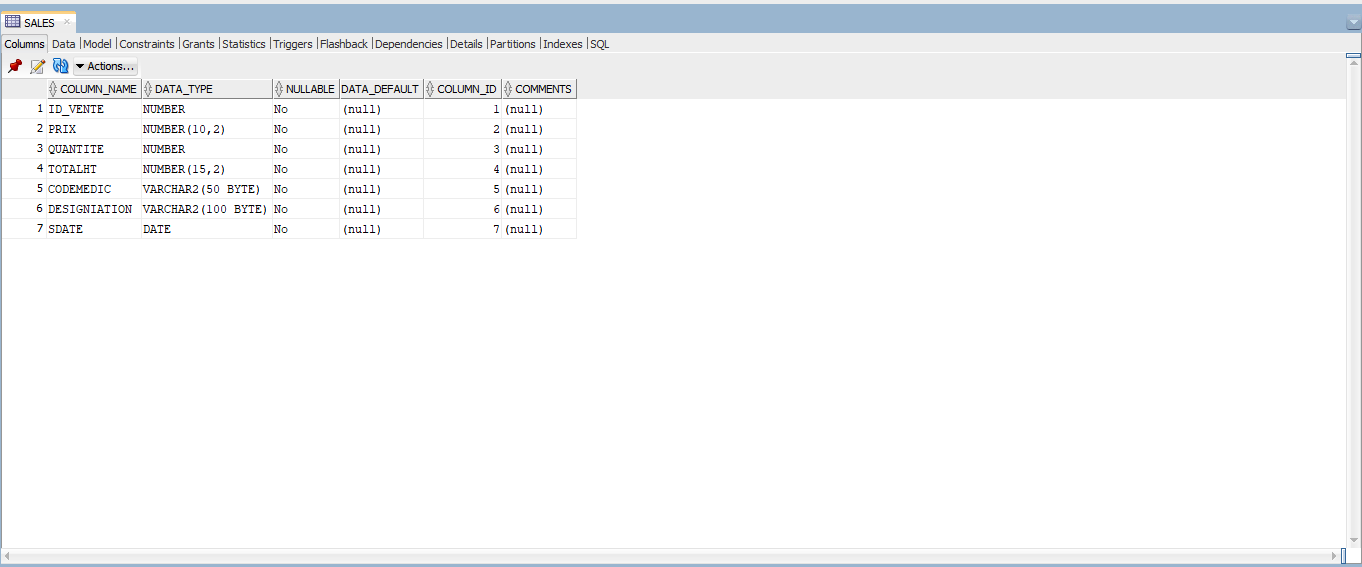 SALES
Columns Data Model Constraints Grants Statistics Triggers Flashback Dependencies Details Partitions Indexes SQL
Actions...
COLUMN_NAME DATA_TYPE NULLABLE DATA_DEFAULT COLUMN_ID COMMENTS
1 ID_VENTE NUMBER No (null) 1 (null)
2 PRIX NUMBER(10,2) No (null) 2 (null)
3 QUANTITE NUMBER No (null) 3 (null)
4 TOTALHT NUMBER(15,2) No (null) 4 (null)
5 CODEMEDIC VARCHAR2(50 BYTE) No (null) 5 (null)
6 DESIGNIATION VARCHAR2(100 BYTE) No (null) 6 (null)
7 SDATE DATE No (null) 7 (null)